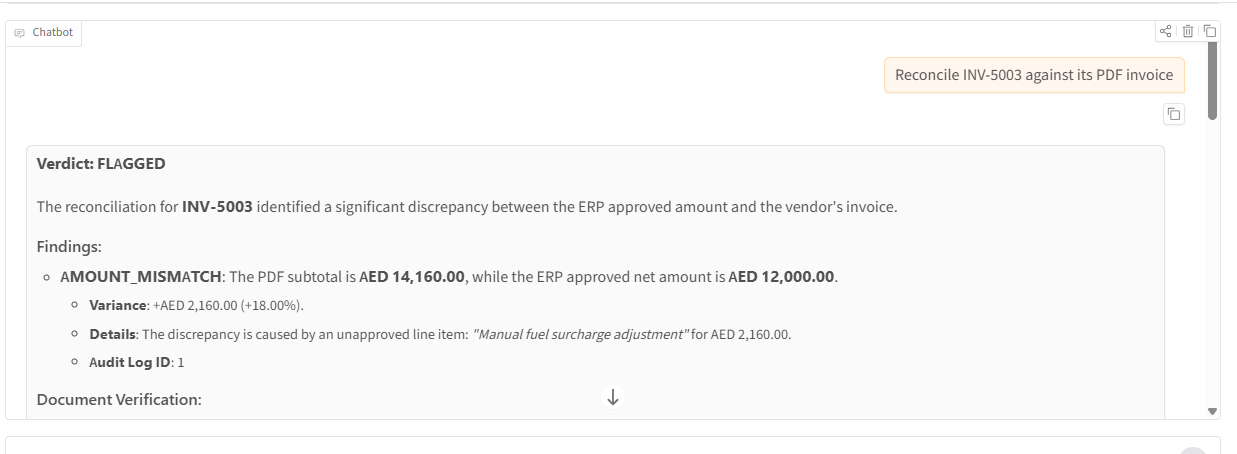 Chatbot
Reconcile INV-5003 against its PDF invoice
Verdict: FLAGGED
The reconciliation for INV-5003 identified a significant discrepancy between the ERP approved amount and the vendor's invoice.
Findings:
AMOUNT_MISMATCH: The PDF subtotal is AED 14,160.00, while the ERP approved net amount is AED 12,000.00.
Variance: +AED 2,160.00 (+18.00%).
Details: The discrepancy is caused by an unapproved line item: "Manual fuel surcharge adjustment" for AED 2,160.00.
Audit Log ID: 1
Document Verification: